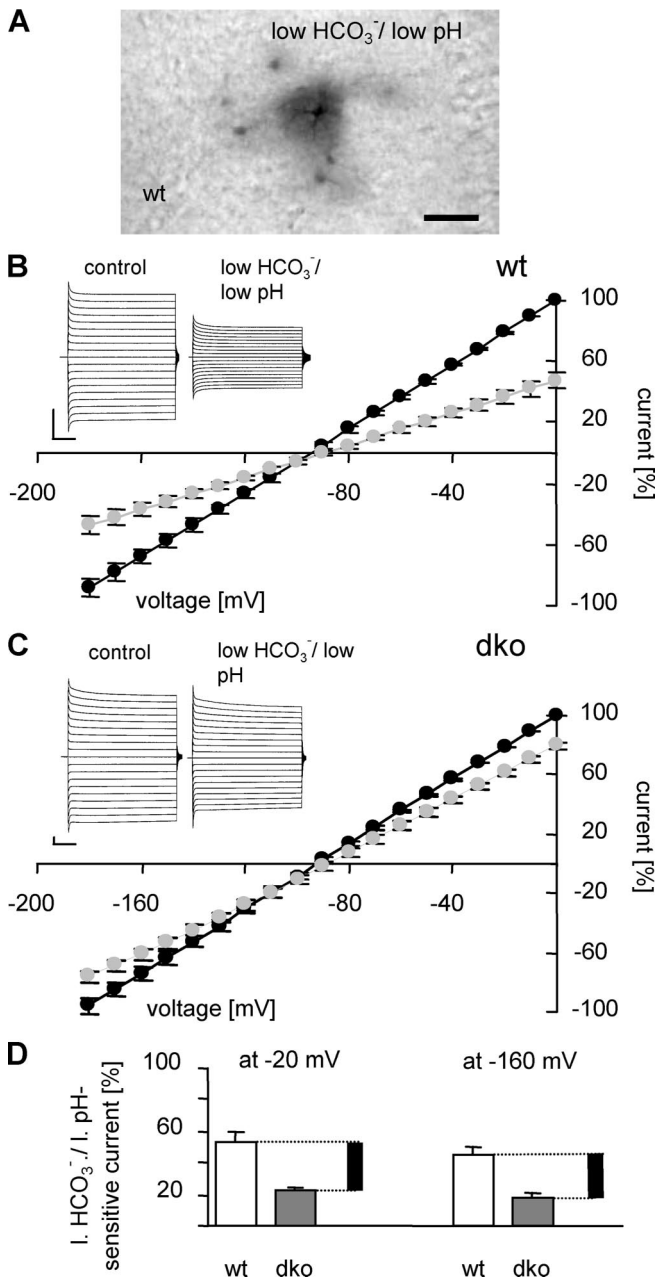 A
low HCO₃⁻/ low pH
wt
B
control
low HCO₃⁻/
low pH
wt
100
60
20
-20
-60
-100
-200
-80
-40
current [%]
voltage [mV]
C
control
low HCO₃⁻/ low
pH
dko
100
60
20
-20
-60
-100
-200
-160
-80
-40
current [%]
voltage [mV]
D
l. HCO₃⁻./ l. pH-
sensitive current [%]
100
60
20
at -20 mV
at -160 mV
wt
dko
wt
dko